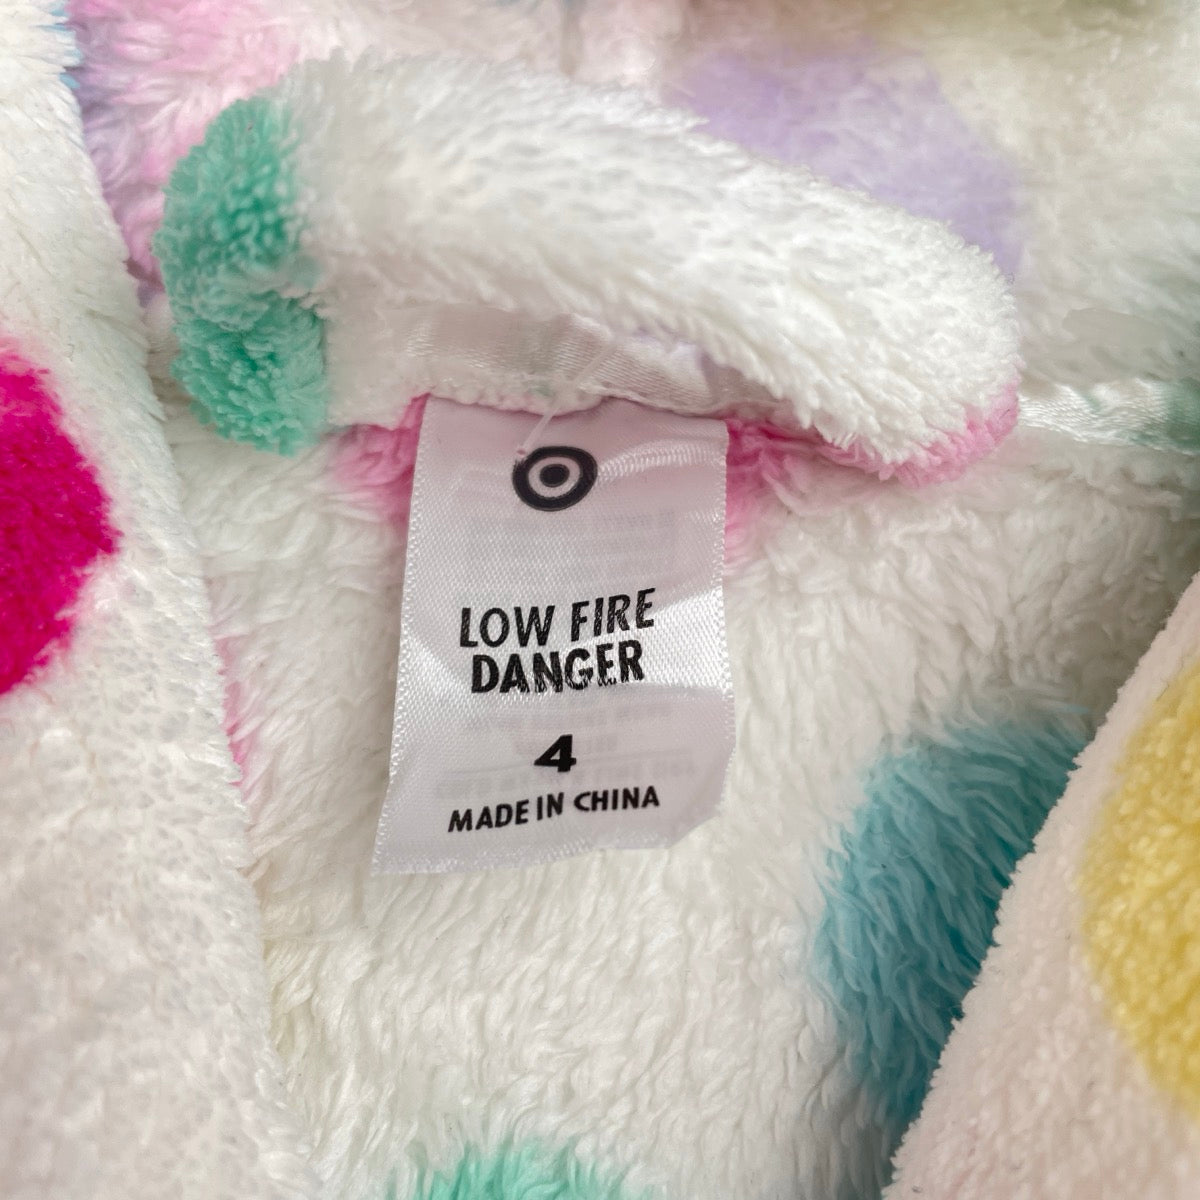 LOW FIRE
DANGER
4
MADE IN CHINA